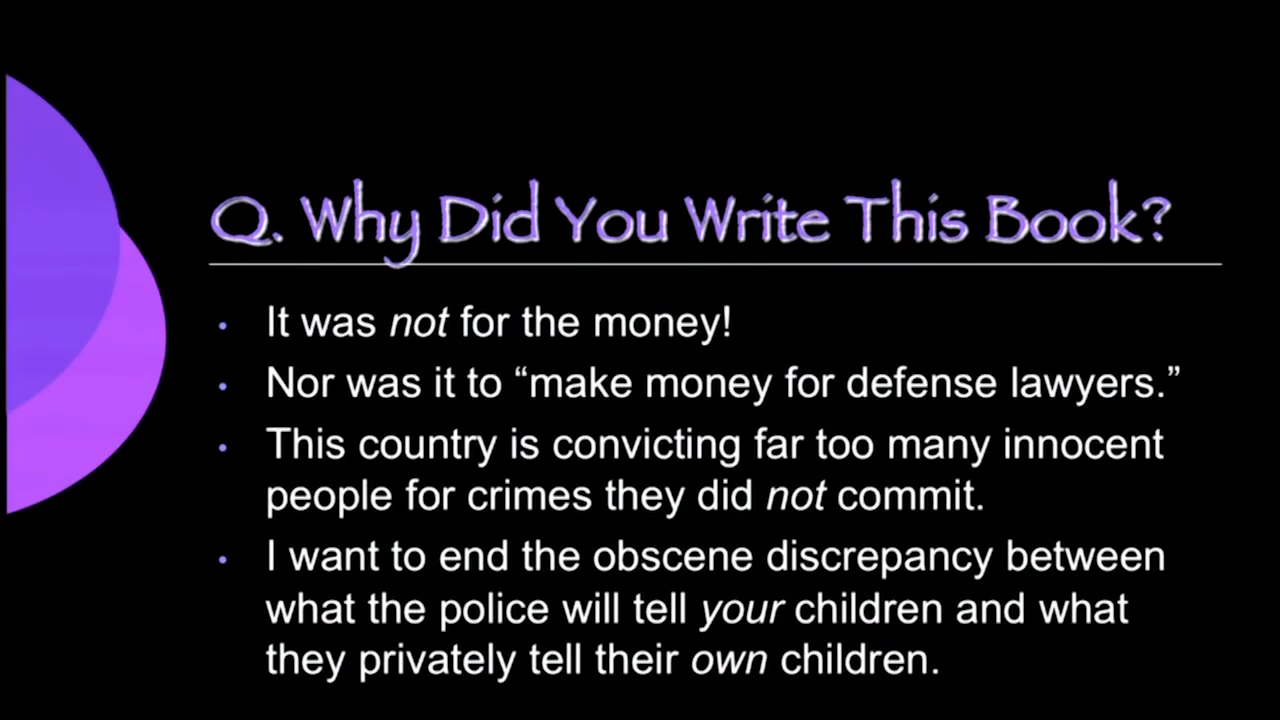 Q. Why Did You Write This Book?
• It was not for the money!
• Nor was it to “make money for defense lawyers.”
• This country is convicting far too many innocent
people for crimes they did not commit.
• I want to end the obscene discrepancy between
what the police will tell your children and what
they privately tell their own children.